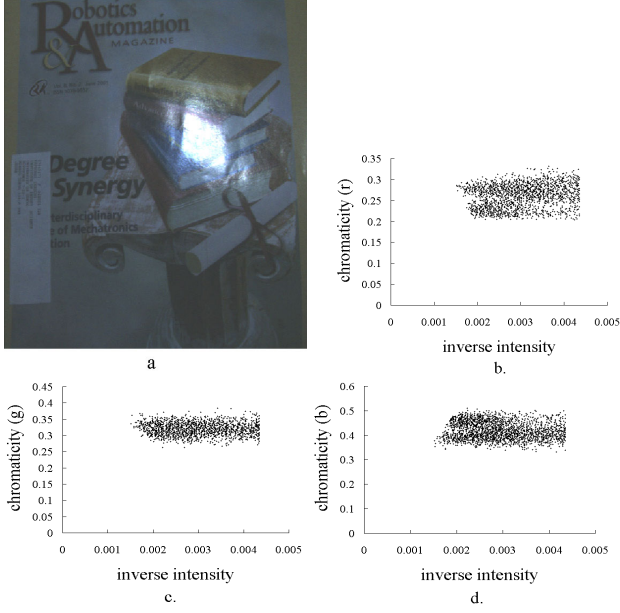 Robotics
& Automation
MAGAZINE
Degree
Synergy
terdisciplinary
e of Mechatronics
tion
a
chromaticity (r)
0.35
0.3
0.25
0.2
0.15
0.1
0.05
0
0 0.001 0.002 0.003 0.004 0.005
inverse intensity
b.
chromaticity (g)
0.45
0.4
0.35
0.3
0.25
0.2
0.15
0.1
0.05
0
0 0.001 0.002 0.003 0.004 0.005
inverse intensity
c.
chromaticity (b)
0.6
0.5
0.4
0.3
0.2
0.1
0
0 0.001 0.002 0.003 0.004 0.005
inverse intensity
d.